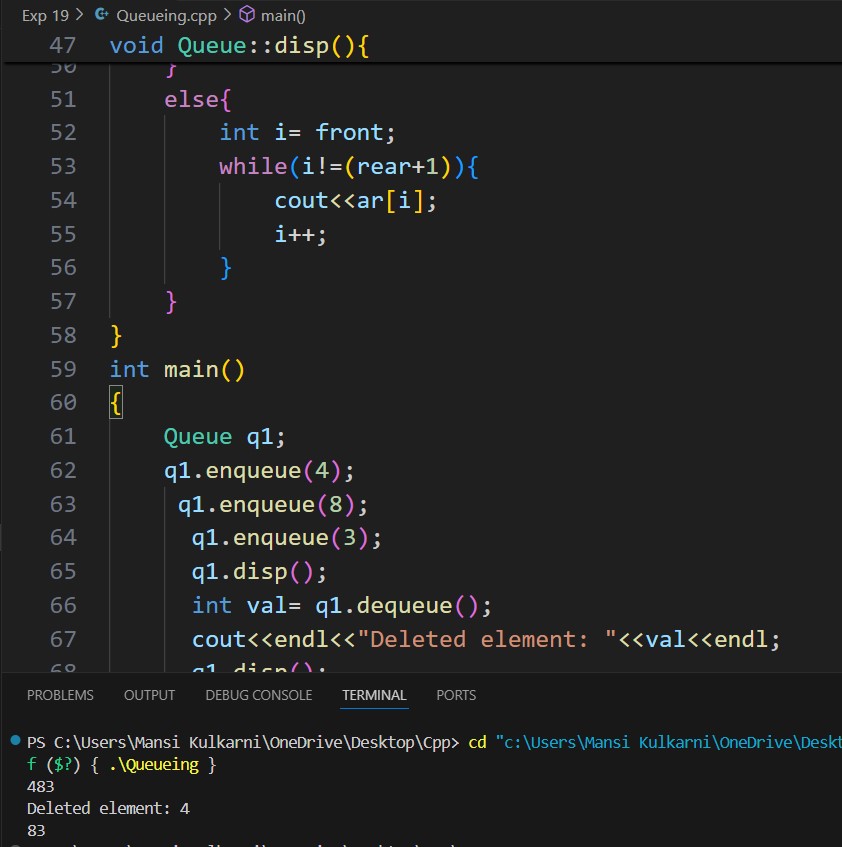 Exp 19 > Queueing.cpp > main()
47 void Queue::disp(){
50 }
51 else{
52 int i= front;
53 while(i!=(rear+1)){
54 cout<<ar[i];
55 i++;
56 }
57 }
58 }
59 int main()
60 {
61 Queue q1;
62 q1.enqueue(4);
63 q1.enqueue(8);
64 q1.enqueue(3);
65 q1.disp();
66 int val= q1.dequeue();
67 cout<<endl<<"Deleted element: "<<val<<endl;
68 q1.disp();
PROBLEMS OUTPUT DEBUG CONSOLE TERMINAL PORTS
PS C:\Users\Mansi Kulkarni\OneDrive\Desktop\Cpp> cd "c:\Users\Mansi Kulkarni\OneDrive\Deskt
f ($?) { .\Queueing }
483
Deleted element: 4
83